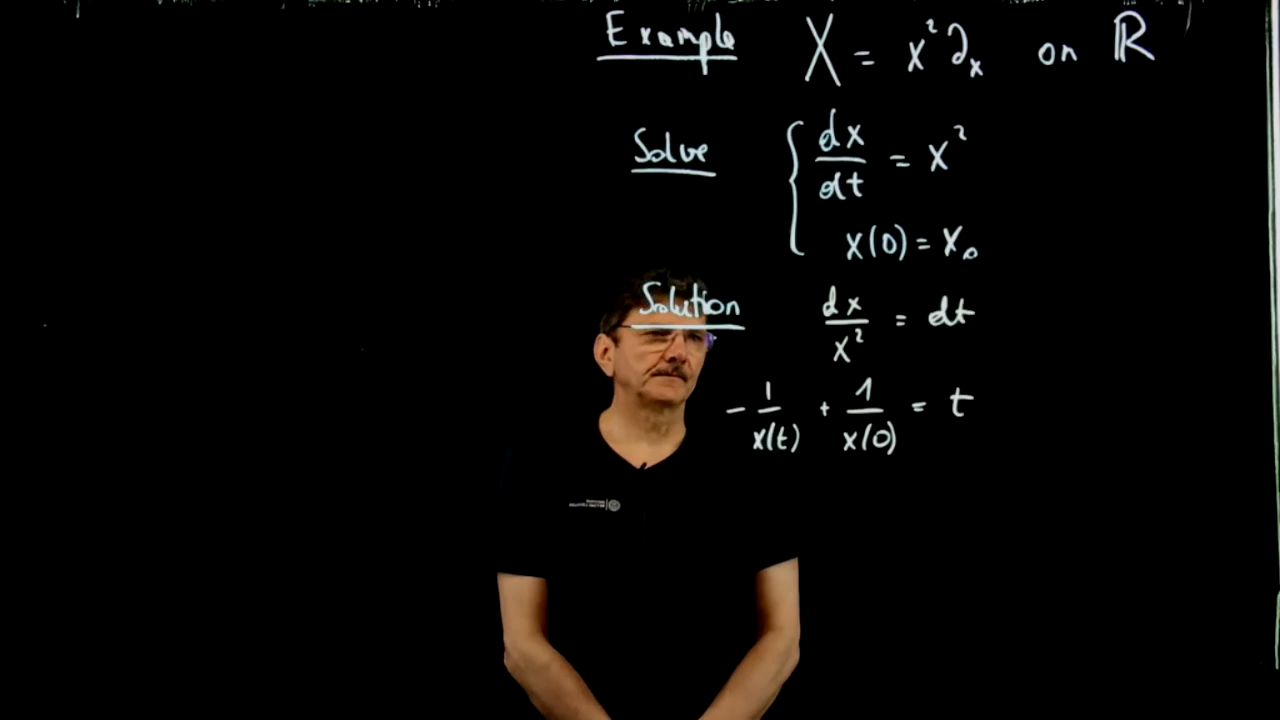 Example X = x² ∂ₓ on ℝ
Solve { dx/dt = x²
x(0) = x₀
Solution dx/x² = dt
- 1/x(t) + 1/x(0) = t